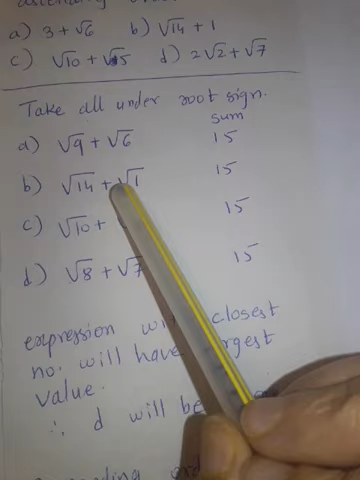 a) 3 + √6 b) √14 + 1
c) √10 + √5 d) 2√2 + √7
Take all under root sign.
sum
a) √9 + √6 15
b) √14 + √1 15
c) √10 + 15
d) √8 + √7 15
expression closest
no. will have
value.
∴ d will be